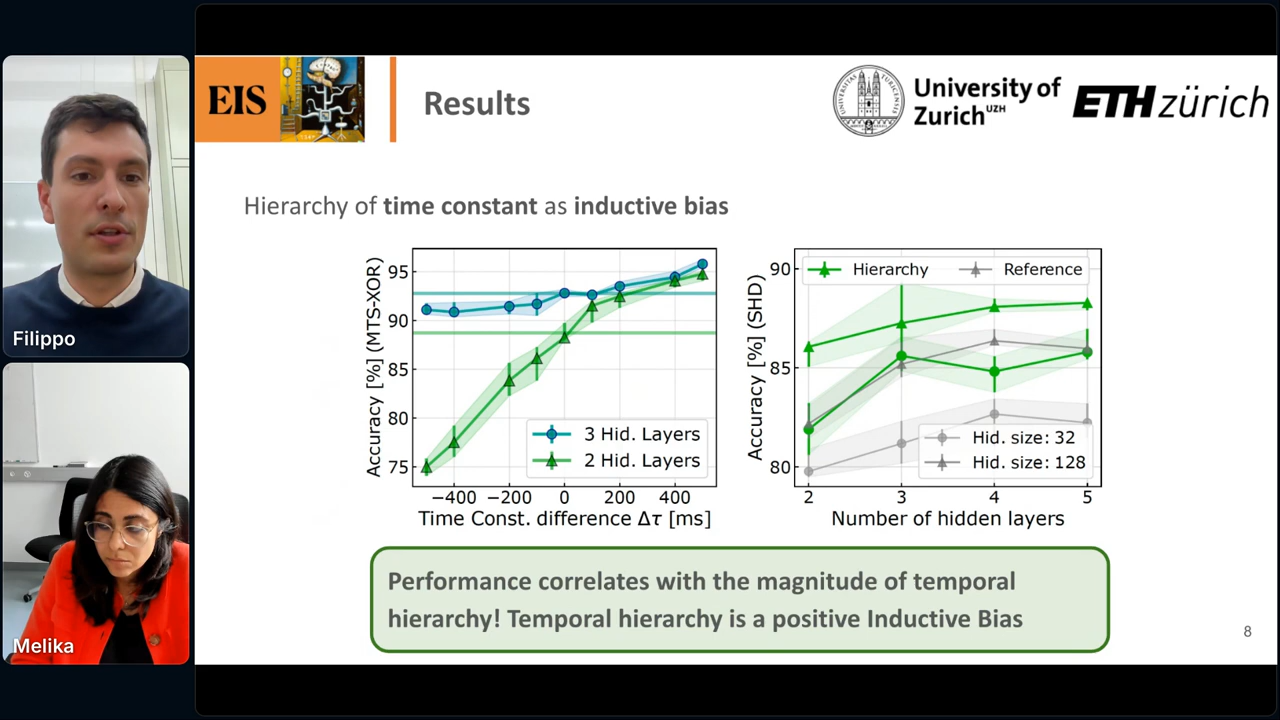 Filippo
Melika
EIS
Results
University of
Zurich UZH
ETH zürich
Hierarchy of time constant as inductive bias
Accuracy [%] (MTS-XOR)
95
90
85
80
75
3 Hid. Layers
2 Hid. Layers
−400 −200 0 200 400
Time Const. difference Δτ [ms]
Accuracy [%] (SHD)
90
85
80
Hierarchy Reference
Hid. size: 32
Hid. size: 128
2 3 4 5
Number of hidden layers
Performance correlates with the magnitude of temporal
hierarchy! Temporal hierarchy is a positive Inductive Bias
8